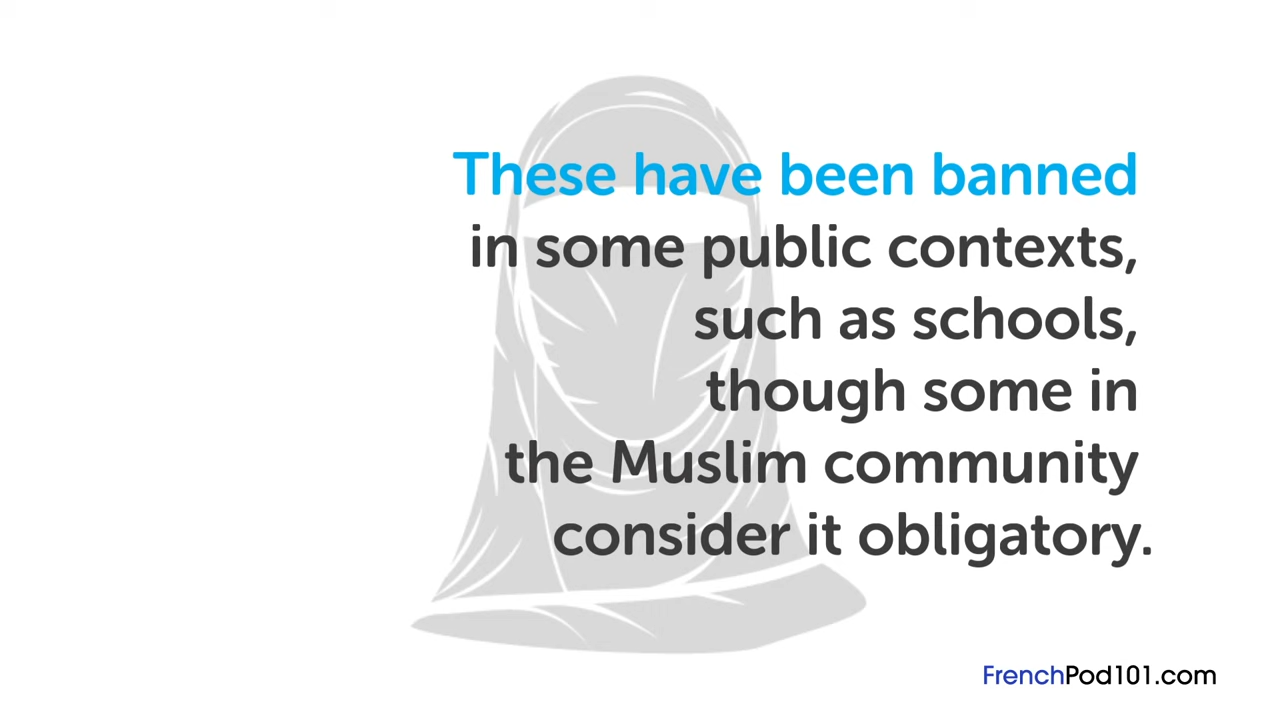 These have been banned
in some public contexts,
such as schools,
though some in
the Muslim community
consider it obligatory.
FrenchPod101.com